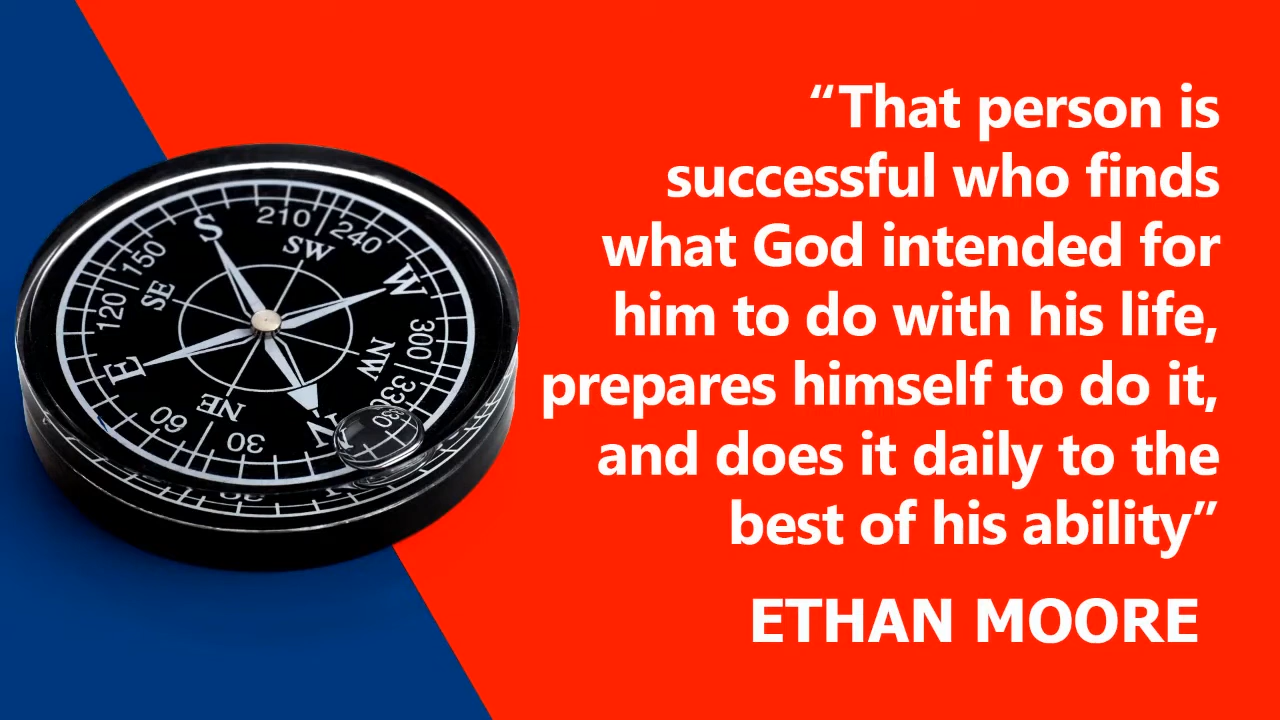 “That person is
successful who finds
what God intended for
him to do with his life,
prepares himself to do it,
and does it daily to the
best of his ability”
ETHAN MOORE
S
210
240
SW
W
150
SE
120
300
NW
E
330
60
NE
30
N
330